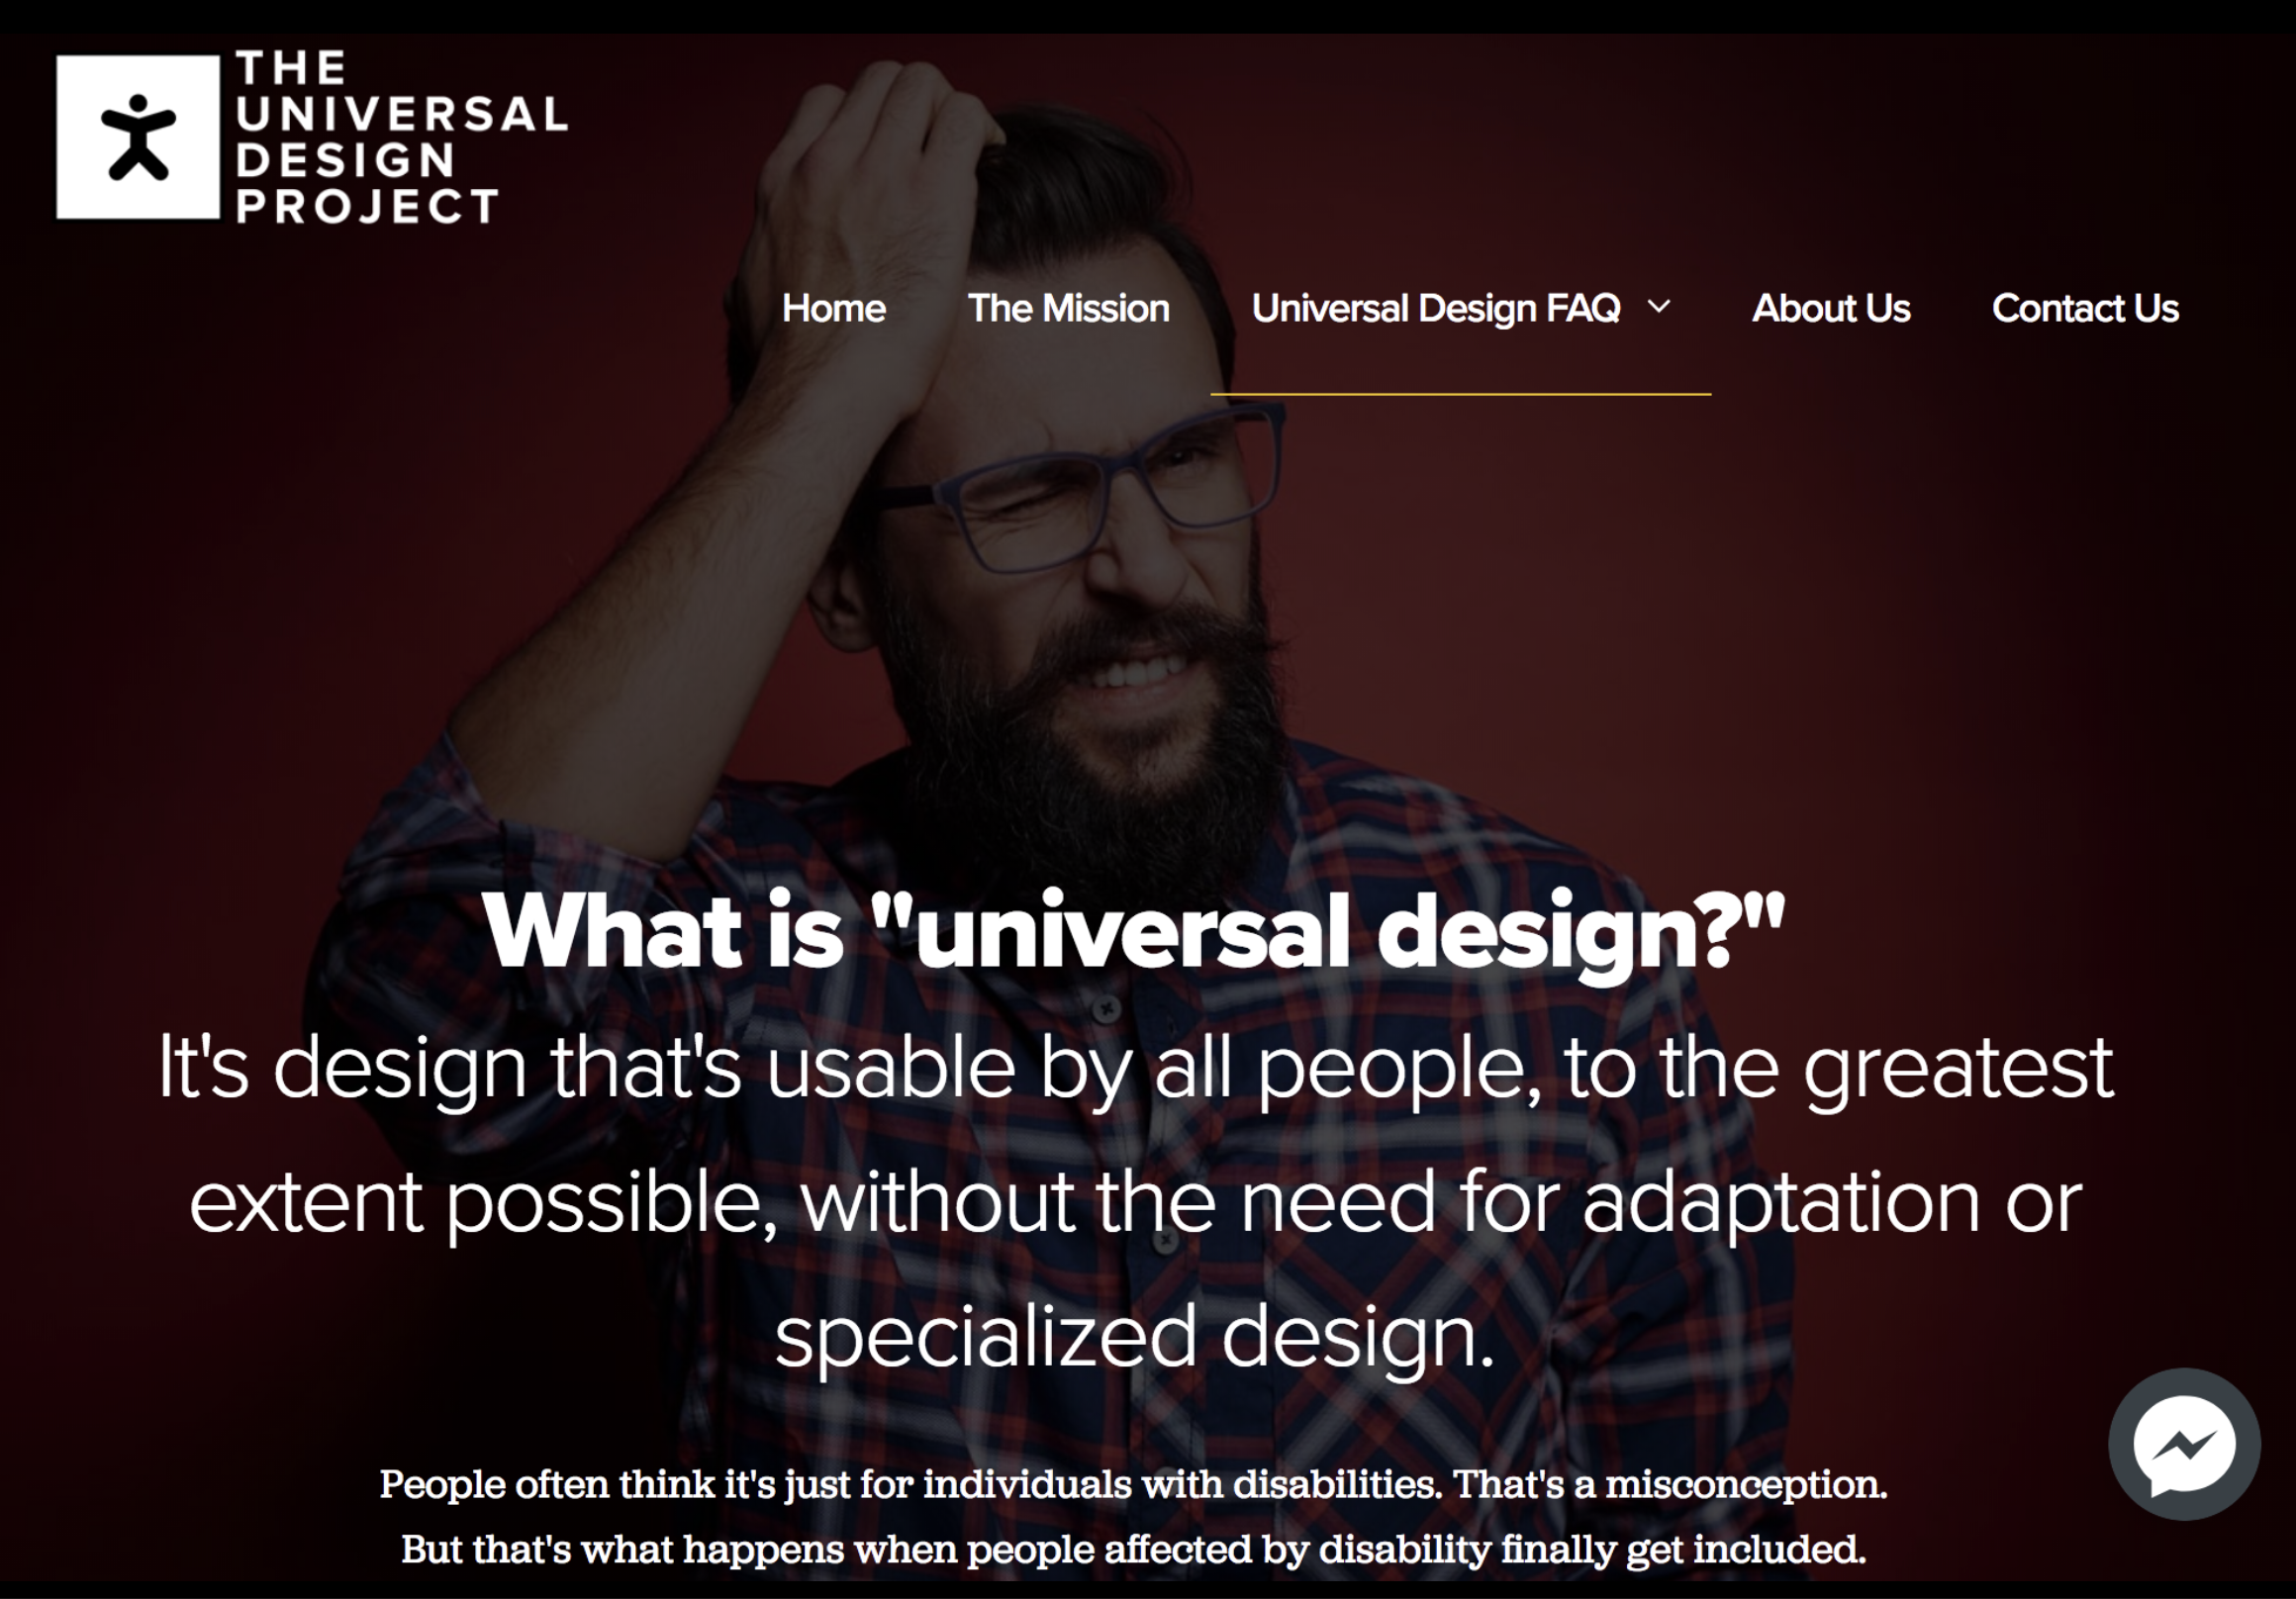 THE
UNIVERSAL
DESIGN
PROJECT
Home The Mission Universal Design FAQ About Us Contact Us
What is "universal design?"
It's design that's usable by all people, to the greatest
extent possible, without the need for adaptation or
specialized design.
People often think it's just for individuals with disabilities. That's a misconception.
But that's what happens when people affected by disability finally get included.